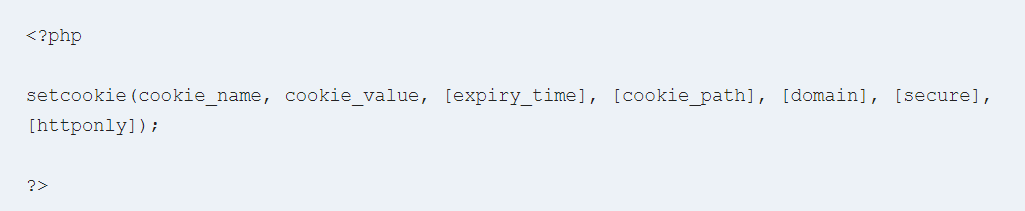 <?php
setcookie(cookie_name, cookie_value, [expiry_time], [cookie_path], [domain], [secure],
[httponly]);
?>